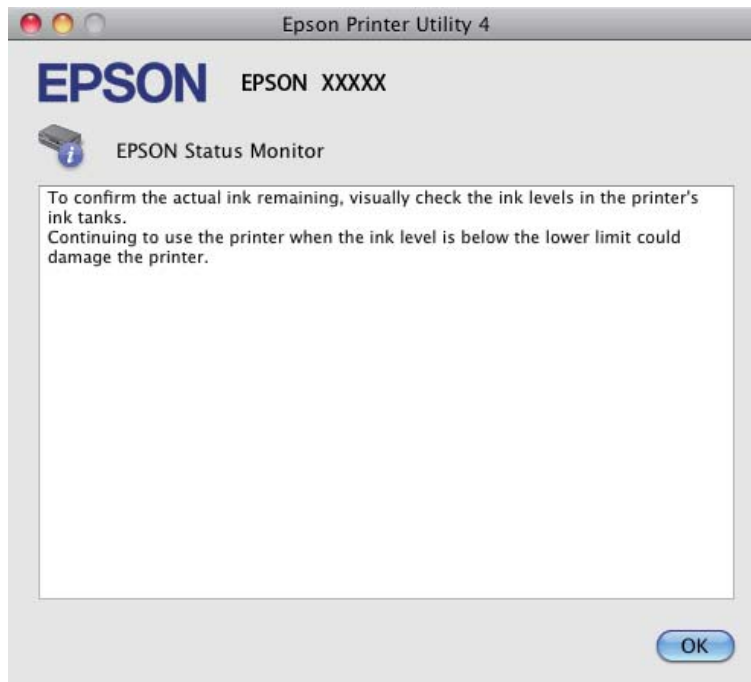 Epson Printer Utility 4
EPSON EPSON XXXXX
EPSON Status Monitor
To confirm the actual ink remaining, visually check the ink levels in the printer's
ink tanks.
Continuing to use the printer when the ink level is below the lower limit could
damage the printer.
OK